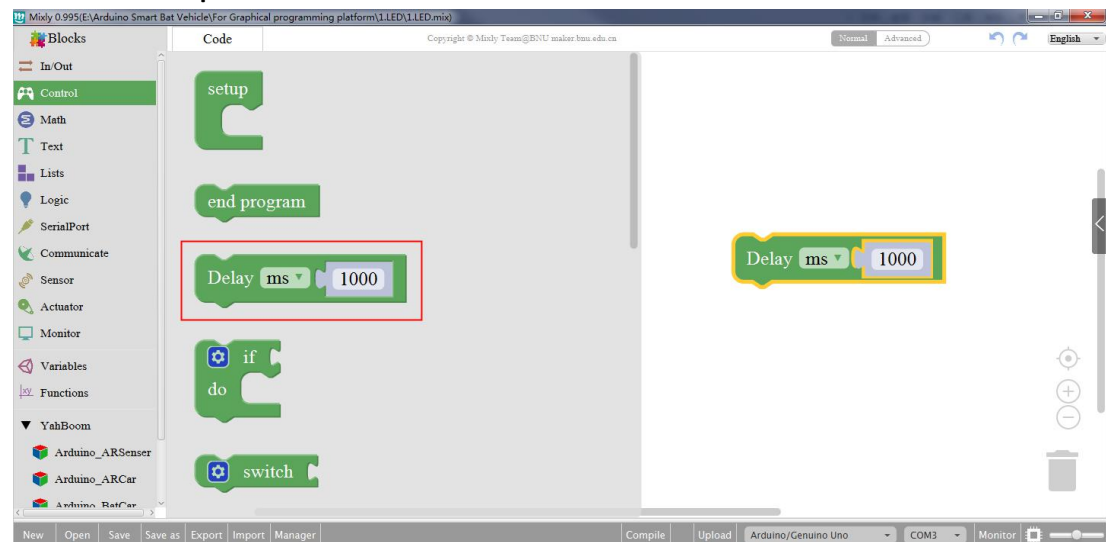 Mixly 0.995(E:\Arduino Smart Bat Vehicle\For Graphical programming platform\1.LED\1.LED.mix)
Blocks
Code
Copyright © Mixly Team@BNU maker.bnu.edu.cn
Normal Advanced
English
In/Out
Control
Math
Text
Lists
Logic
SerialPort
Communicate
Sensor
Actuator
Monitor
Variables
Functions
YahBoom
Arduino_ARSenser
Arduino_ARCar
Arduino_BatCar
setup
end program
Delay ms 1000
if
do
switch
Delay ms 1000
New Open Save Save as Export Import Manager Compile Upload Arduino/Genuino Uno COM3 Monitor